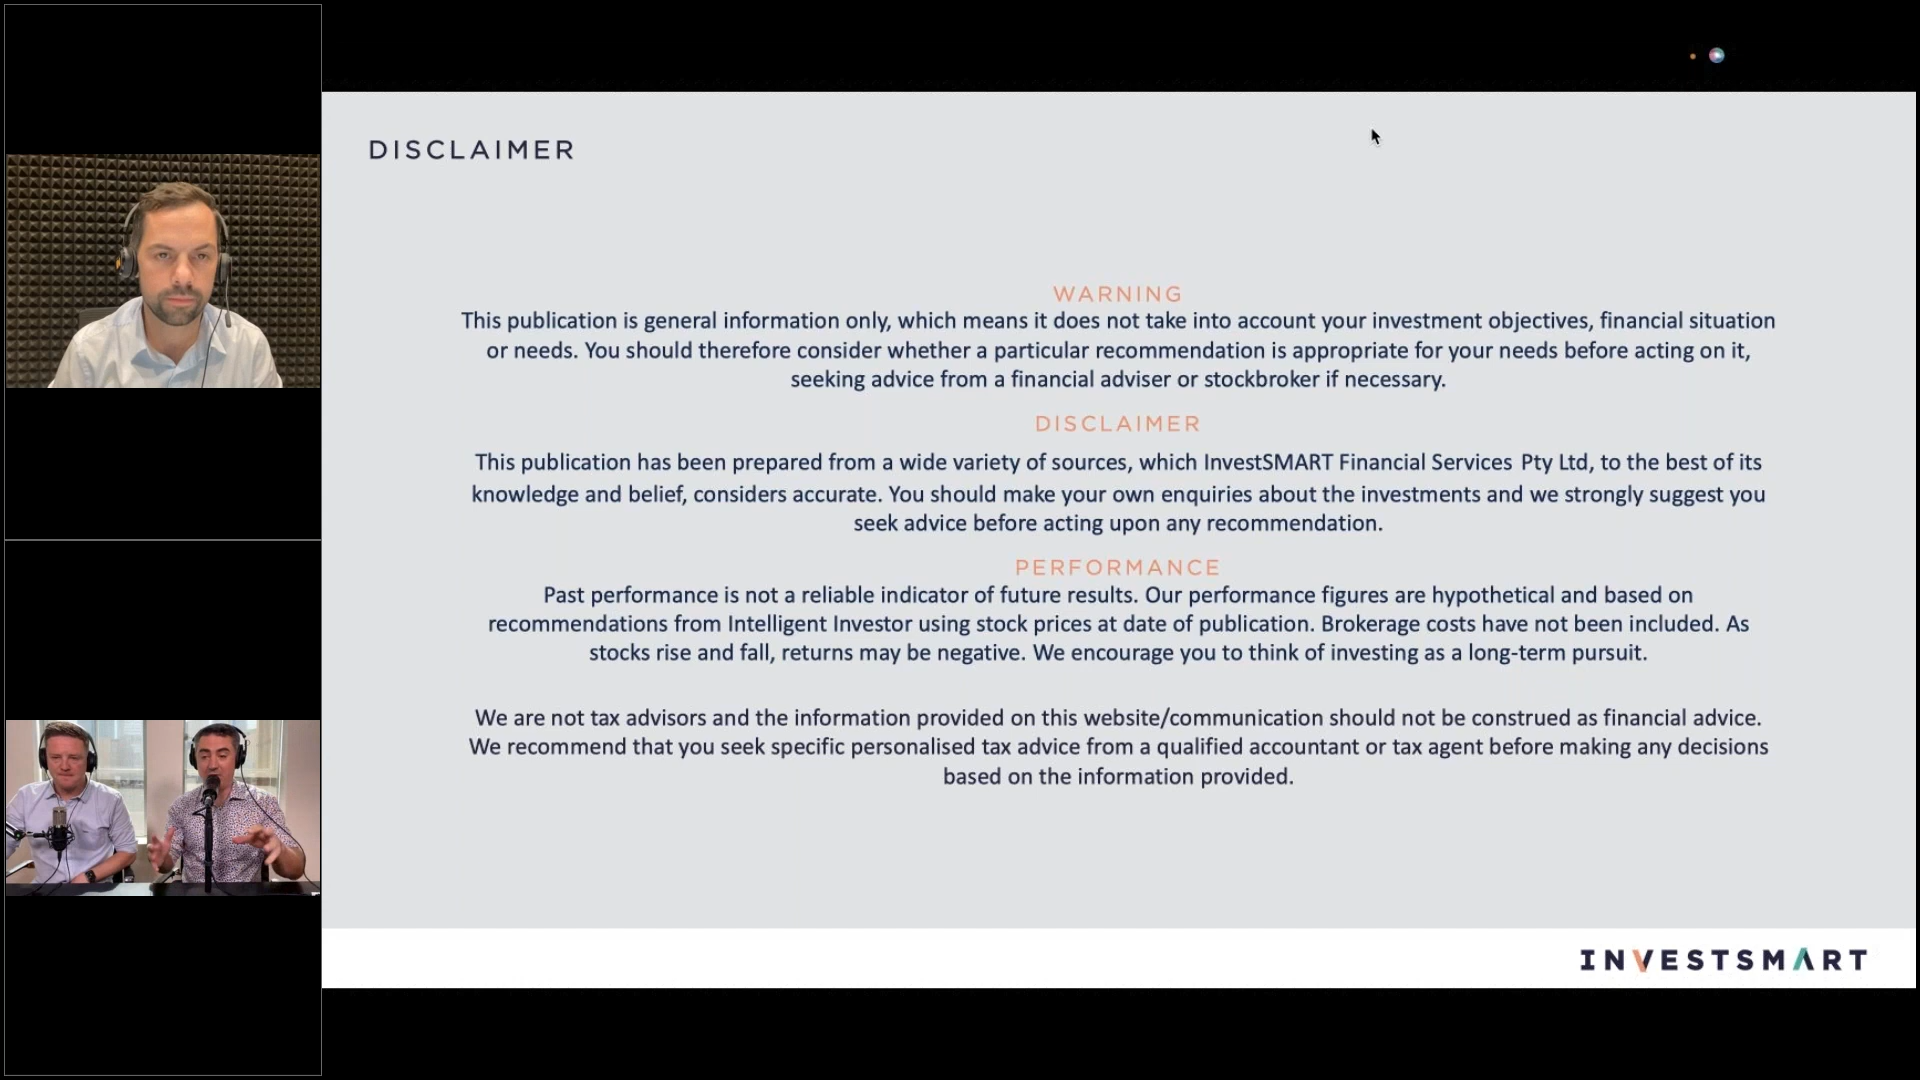 DISCLAIMER
WARNING
This publication is general information only, which means it does not take into account your investment objectives, financial situation
or needs. You should therefore consider whether a particular recommendation is appropriate for your needs before acting on it,
seeking advice from a financial adviser or stockbroker if necessary.
DISCLAIMER
This publication has been prepared from a wide variety of sources, which InvestSMART Financial Services Pty Ltd, to the best of its
knowledge and belief, considers accurate. You should make your own enquiries about the investments and we strongly suggest you
seek advice before acting upon any recommendation.
PERFORMANCE
Past performance is not a reliable indicator of future results. Our performance figures are hypothetical and based on
recommendations from Intelligent Investor using stock prices at date of publication. Brokerage costs have not been included. As
stocks rise and fall, returns may be negative. We encourage you to think of investing as a long-term pursuit.
We are not tax advisors and the information provided on this website/communication should not be construed as financial advice.
We recommend that you seek specific personalised tax advice from a qualified accountant or tax agent before making any decisions
based on the information provided.
INVESTSMART